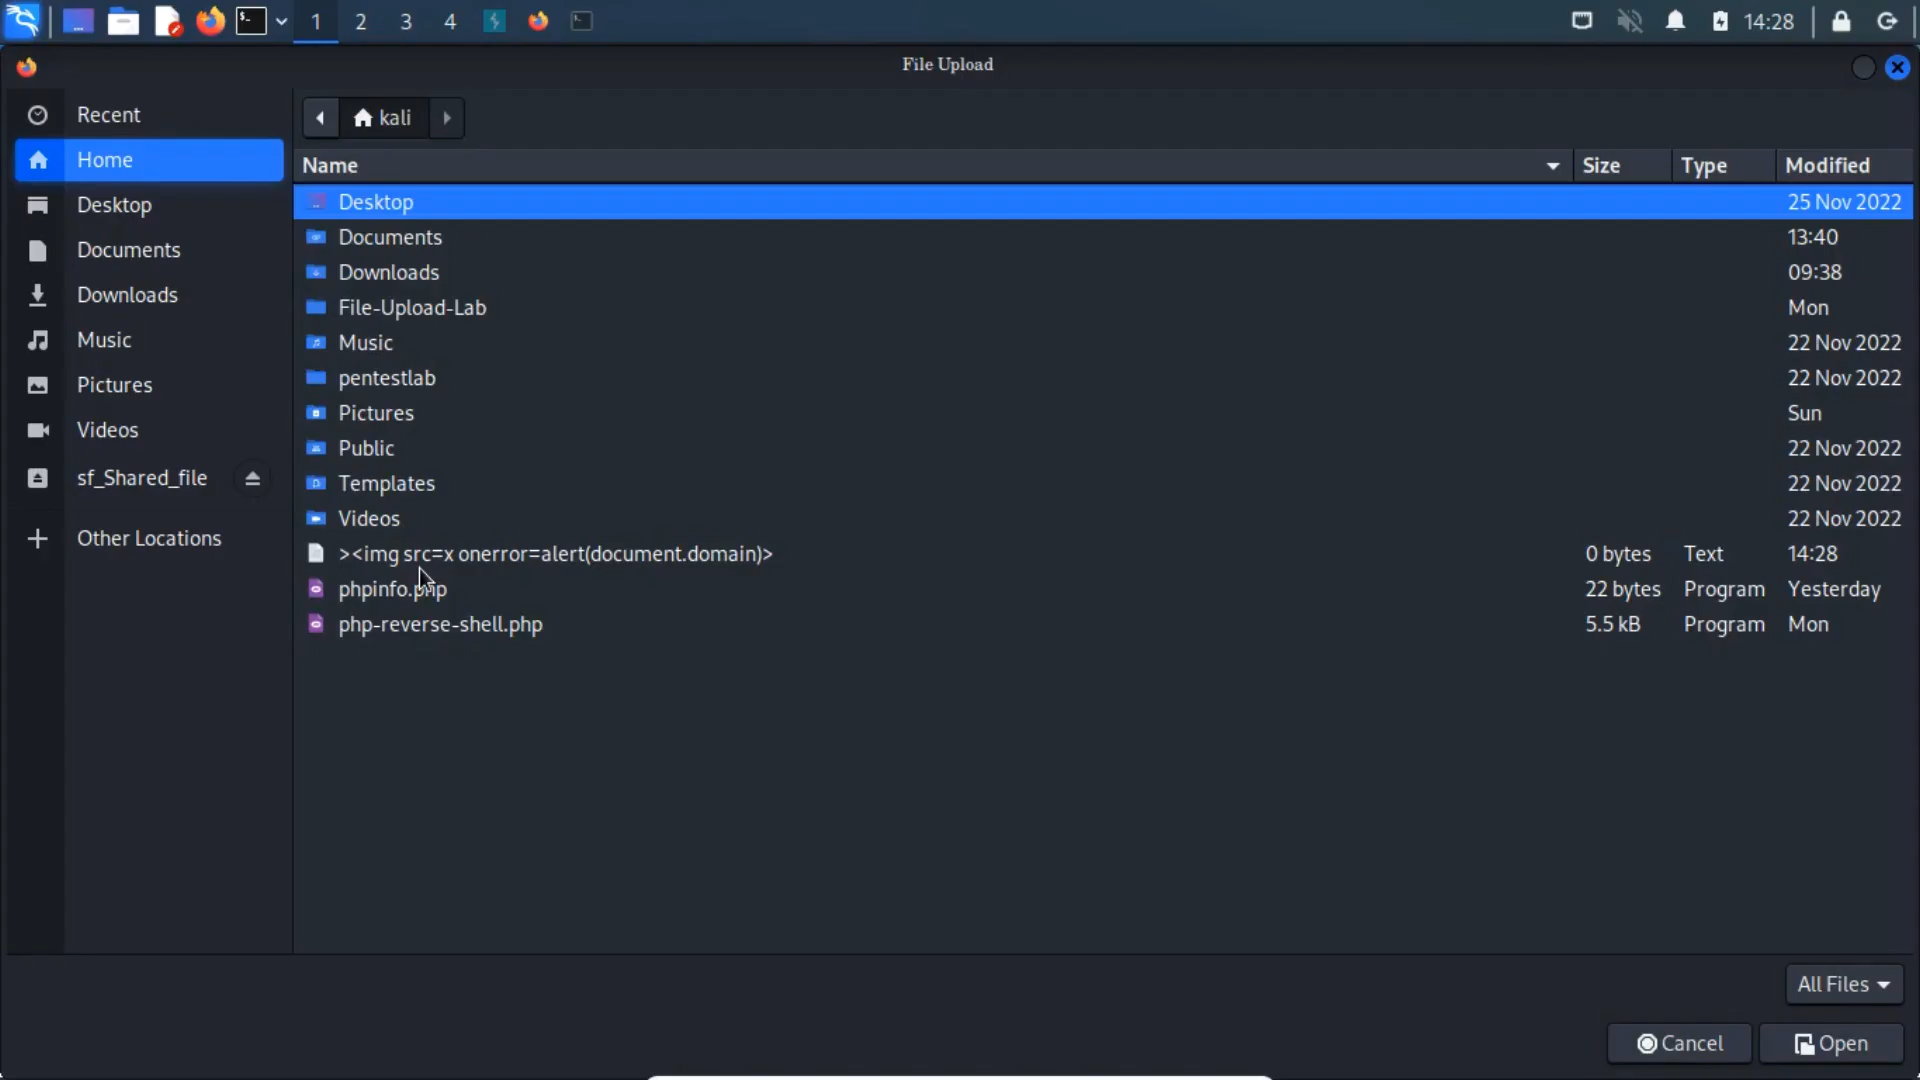 1 2 3 4 14:28
File Upload
Recent
Home
Desktop
Documents
Downloads
Music
Pictures
Videos
sf_Shared_file
Other Locations
kali
Name Size Type Modified
Desktop 25 Nov 2022
Documents 13:40
Downloads 09:38
File-Upload-Lab Mon
Music 22 Nov 2022
pentestlab 22 Nov 2022
Pictures Sun
Public 22 Nov 2022
Templates 22 Nov 2022
Videos 22 Nov 2022
><img src=x onerror=alert(document.domain)> 0 bytes Text 14:28
phpinfo.php 22 bytes Program Yesterday
php-reverse-shell.php 5.5 kB Program Mon
All Files
Cancel Open